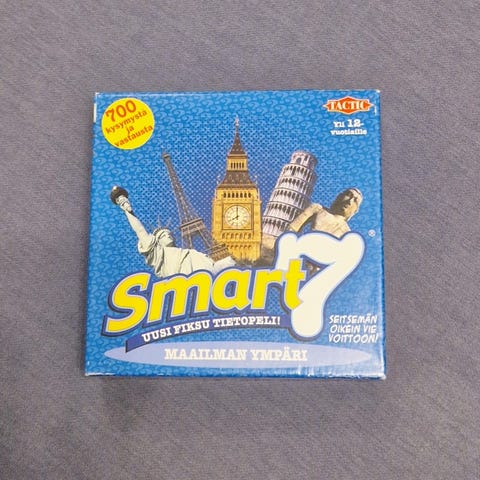 700
kysymystä
ja
vastausta
TACTIC
Yli 12-
vuotiaille
Smart7®
UUSI FIKSU TIETOPELI!
SEITSEMÄN
OIKEIN VIE
VOITTOON!
MAAILMAN YMPÄRI